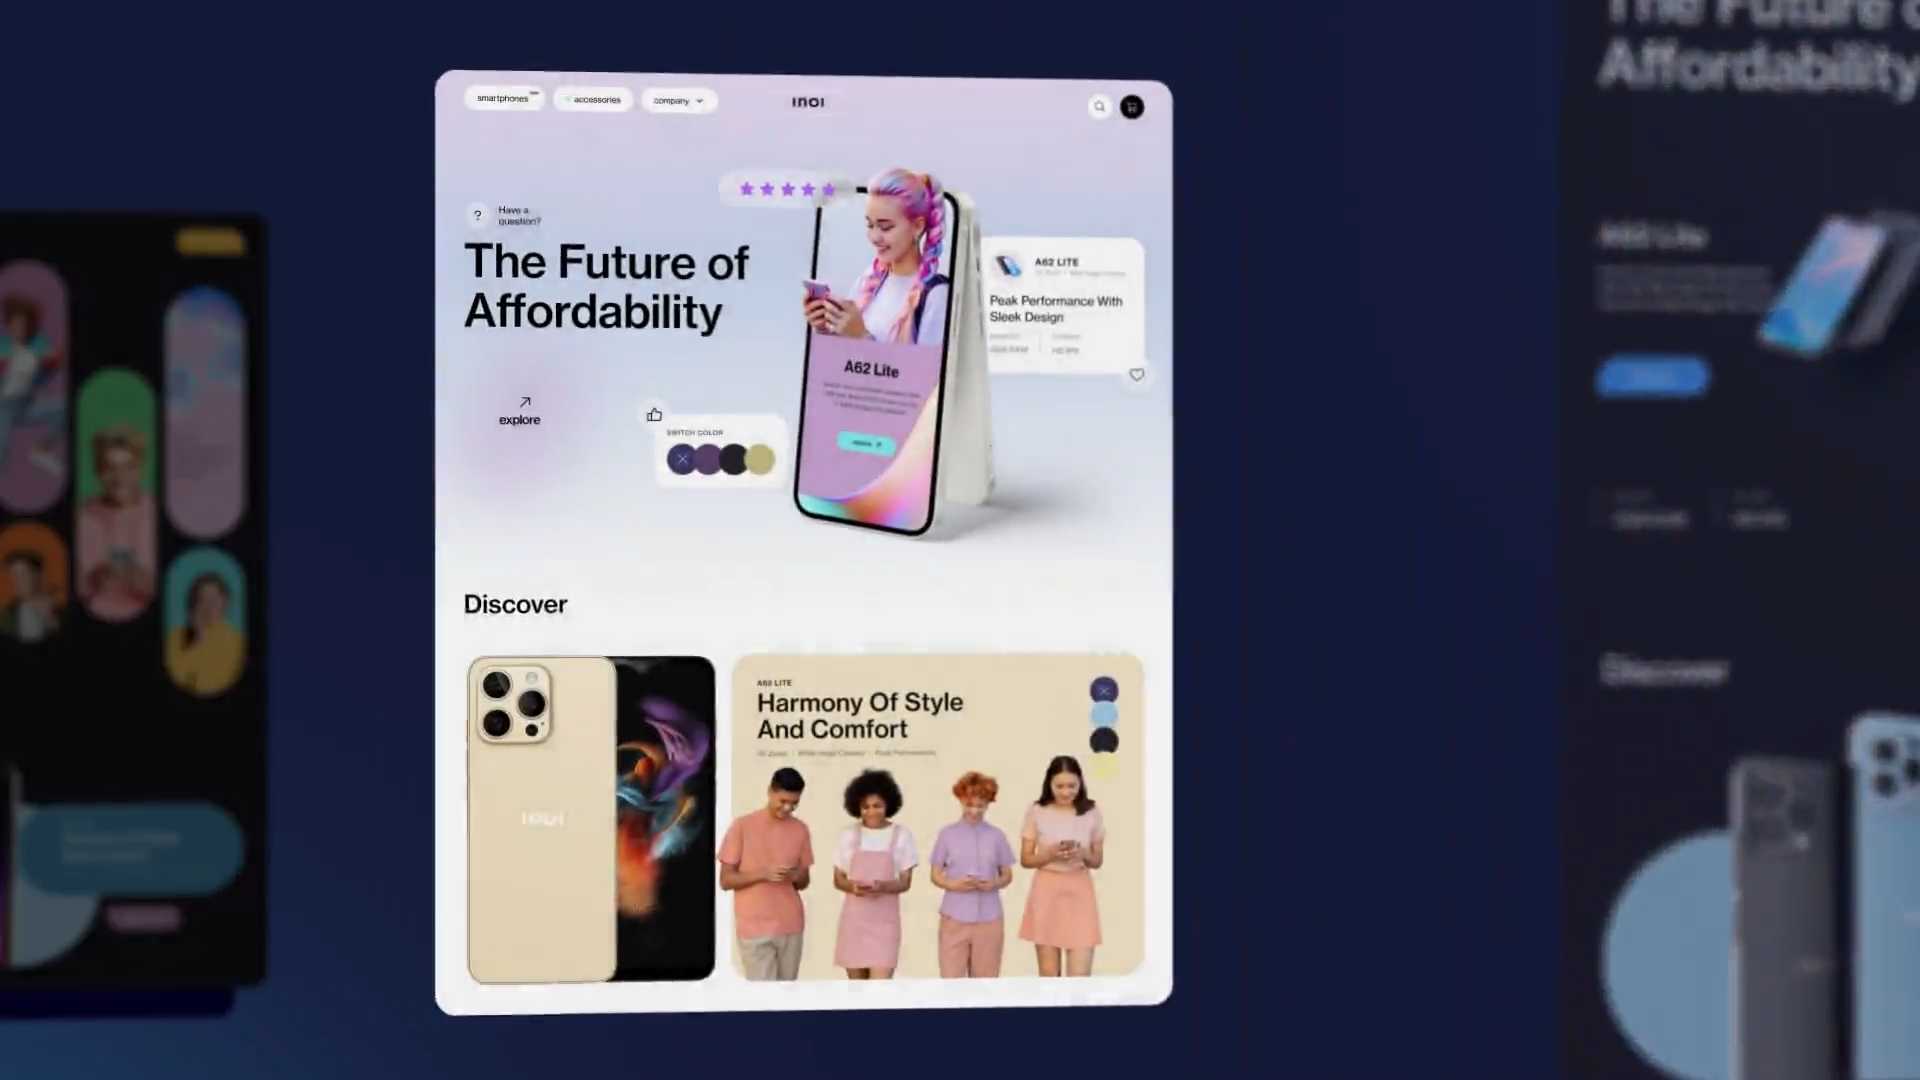 smartphones
accessories
company
INOI
?
Have a
question?
The Future of
Affordability
explore
SWITCH COLOR
A62 Lite
A62 LITE
Peak Performance With
Sleek Design
Discover
INOI
A62 LITE
Harmony Of Style
And Comfort
The Future
Affordability
A62 Lite
Discover